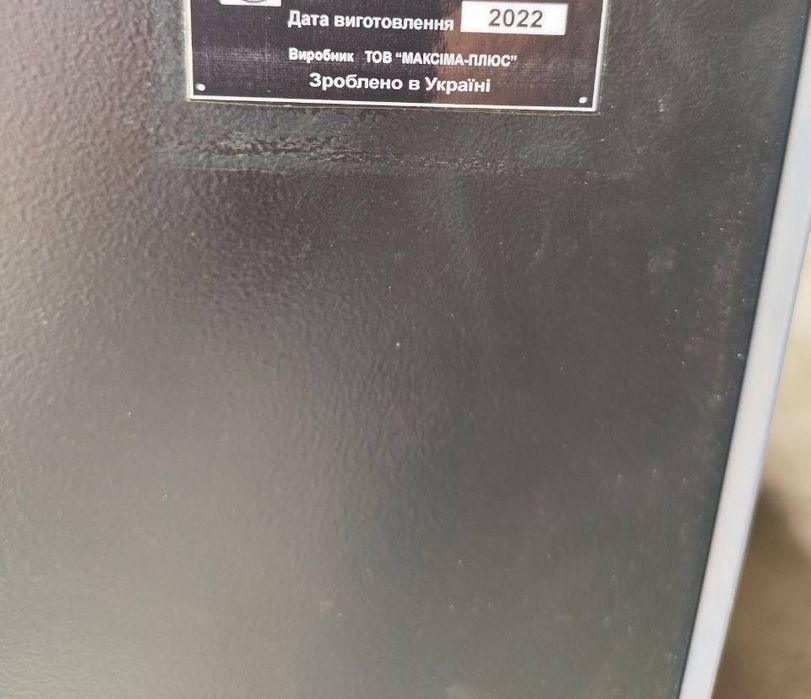 Дата виготовлення 2022
Виробник ТОВ "МАКСІМА-ПЛЮС"
Зроблено в Україні